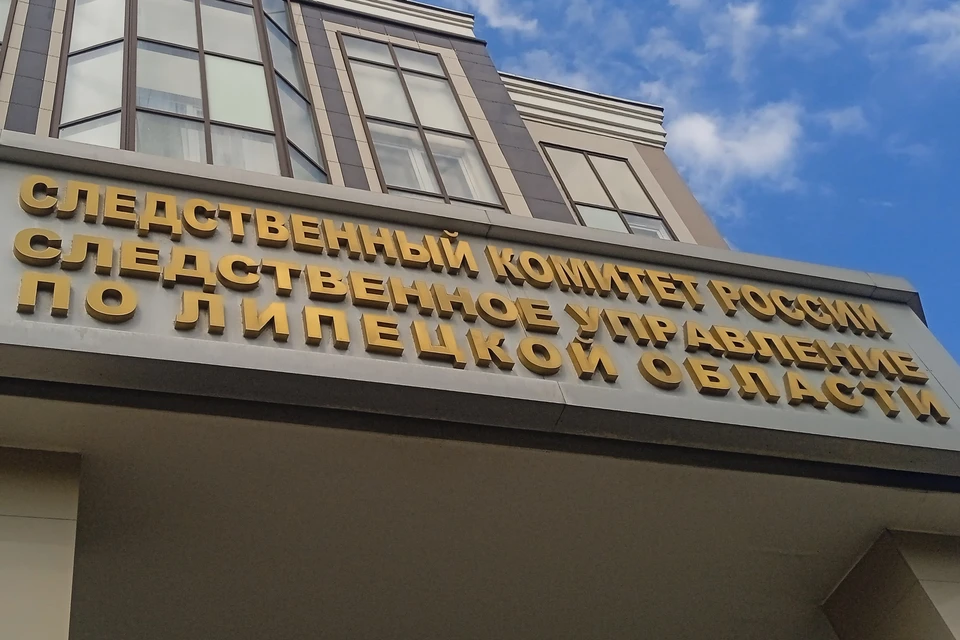 СЛЕДСТВЕННЫЙ КОМИТЕТ РОССИИ
СЛЕДСТВЕННОЕ УПРАВЛЕНИЕ
ПО ЛИПЕЦКОЙ ОБЛАСТИ